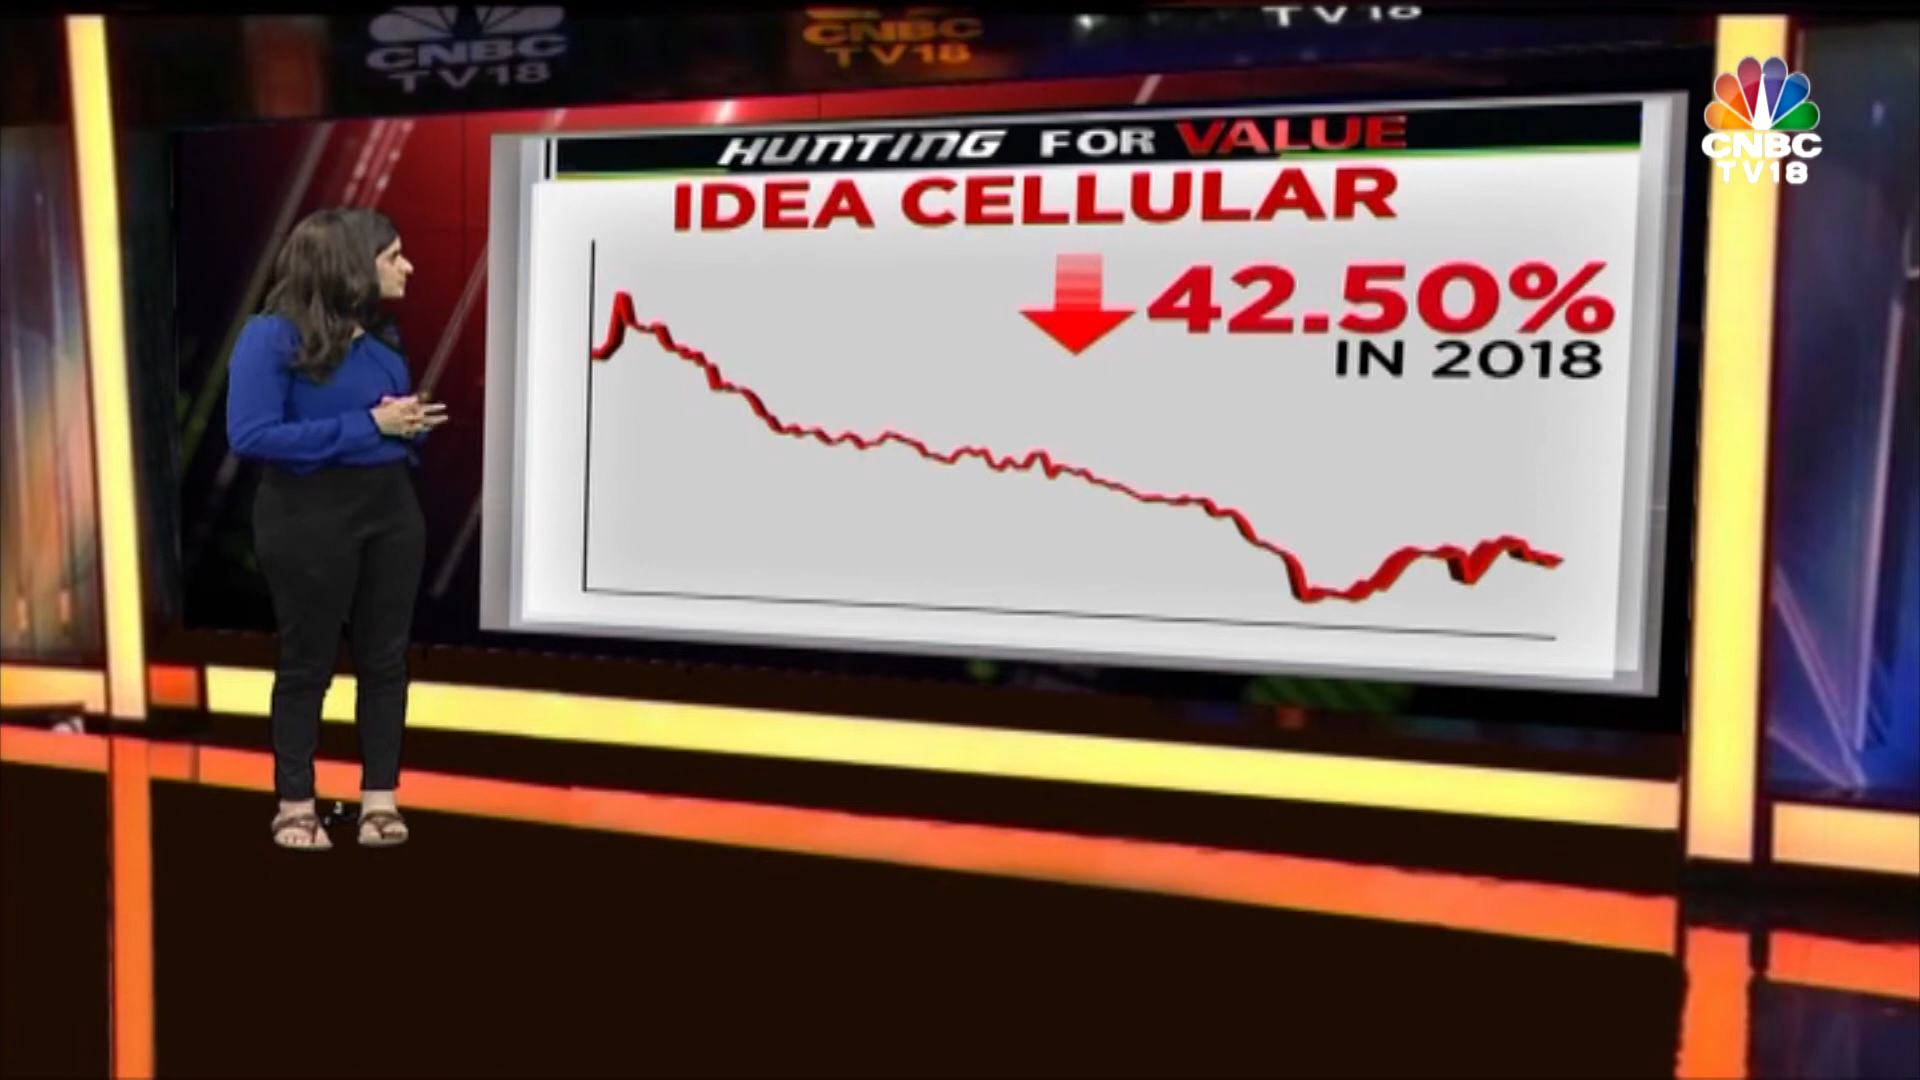 CNBC
TV18
CNBC
TV18
TV18
CNBC
TV18
HUNTING FOR VALUE
IDEA CELLULAR
42.50%
IN 2018